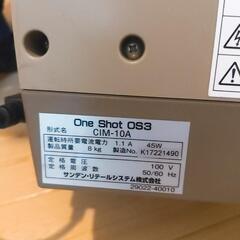 One Shot OS3
形式名 CIM-10A
運転時所要電流電力 1.1 A 45W
製品質量 8 kg 製造No. K17221490
定格電圧 100 V
定格周波数 50/60 Hz
サンデン・リテールシステム株式会社
29022-40010